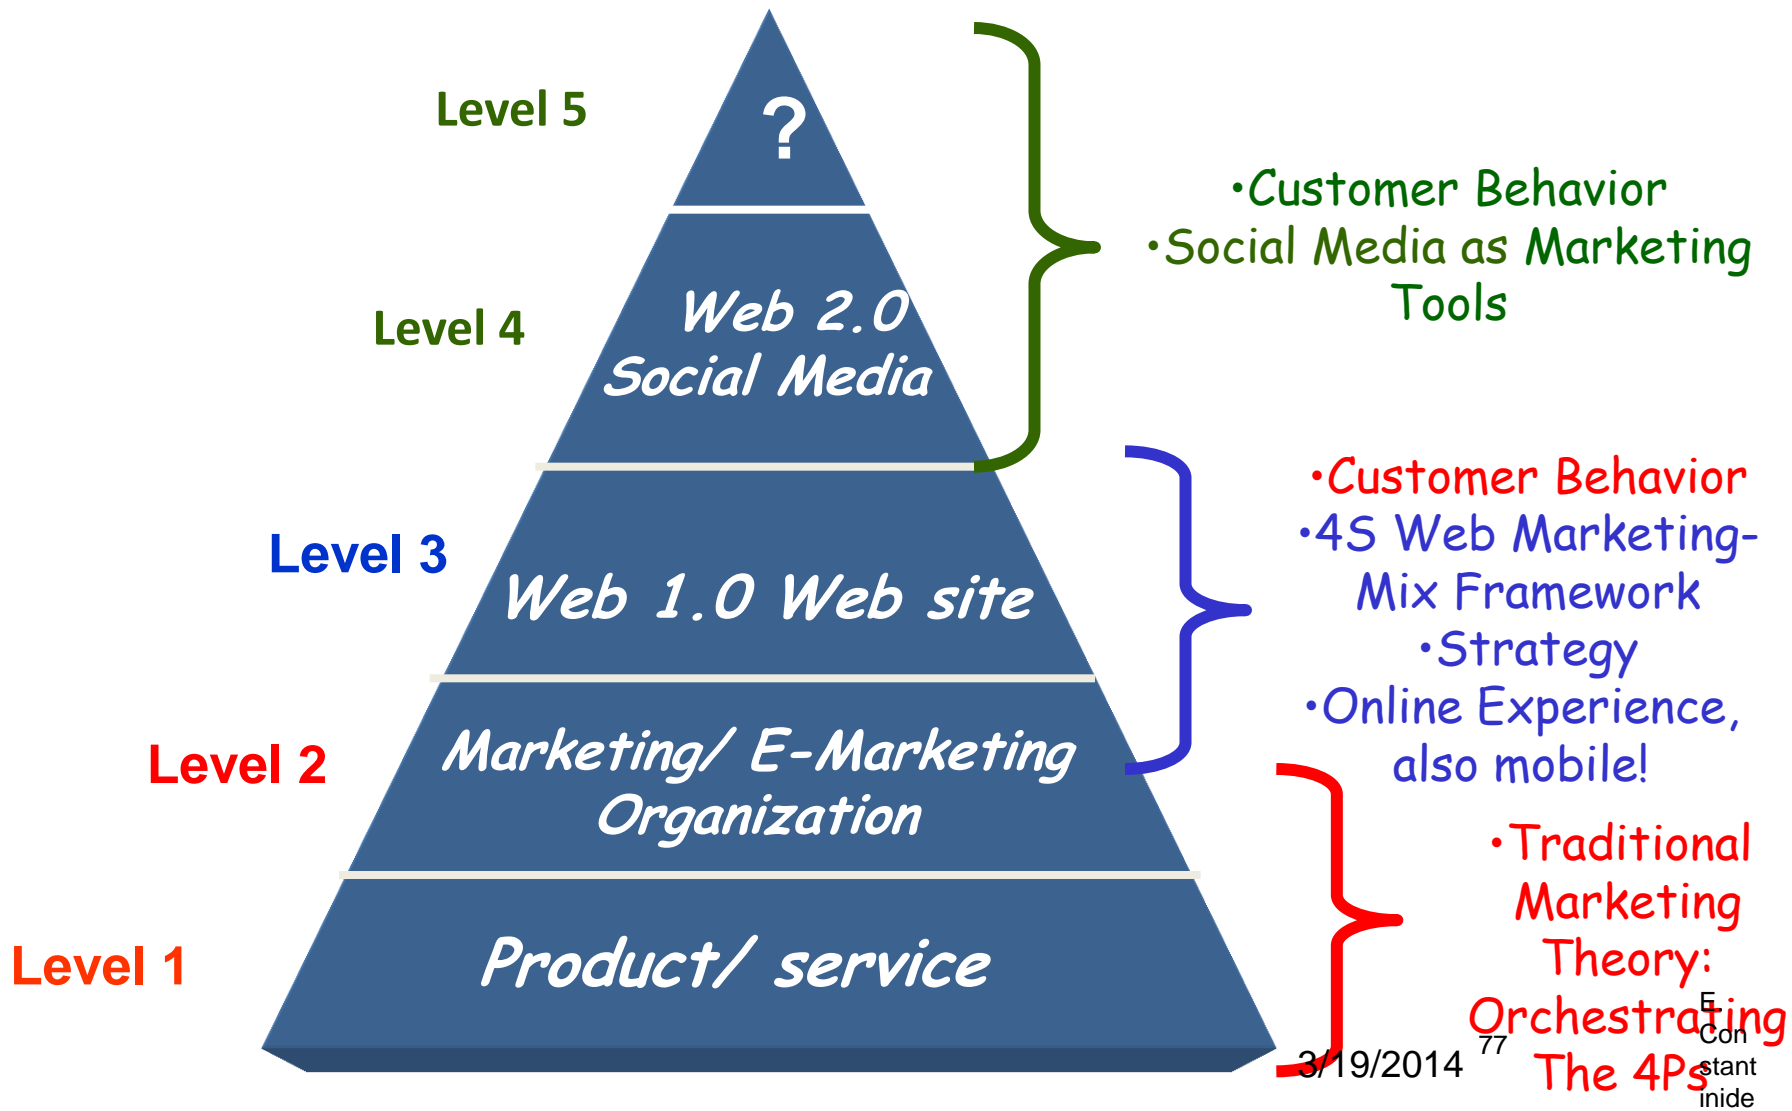 Level 5
?
•Customer Behavior
•Social Media as Marketing
Tools
Level 4
Web 2.0
Social Media
Level 3
Web 1.0 Web site
•Customer Behavior
•4S Web Marketing-
Mix Framework
•Strategy
•Online Experience,
also mobile!
Level 2
Marketing/ E-Marketing
Organization
Level 1
Product/ service
•Traditional
Marketing
Theory:
Orchestrating
The 4Ps
3/19/2014
77
E.
Con
stant
inide